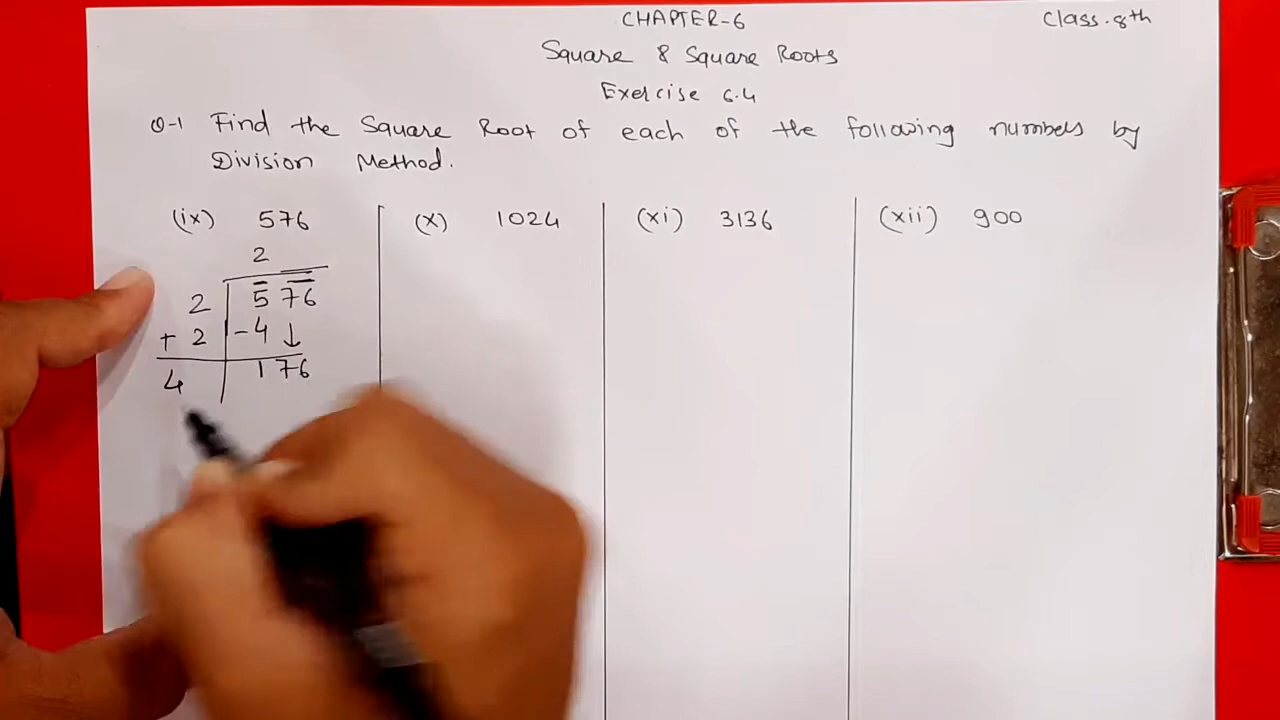 CHAPTER-6
Class.8th
Square & Square Roots
Exercise 6.4
Q-1 Find the Square Root of each of the following numbers by
Division Method.
(ix) 576
(x) 1024
(xi) 3136
(xii) 900
2
2 5 76
+ 2 -4 ↓
4 176